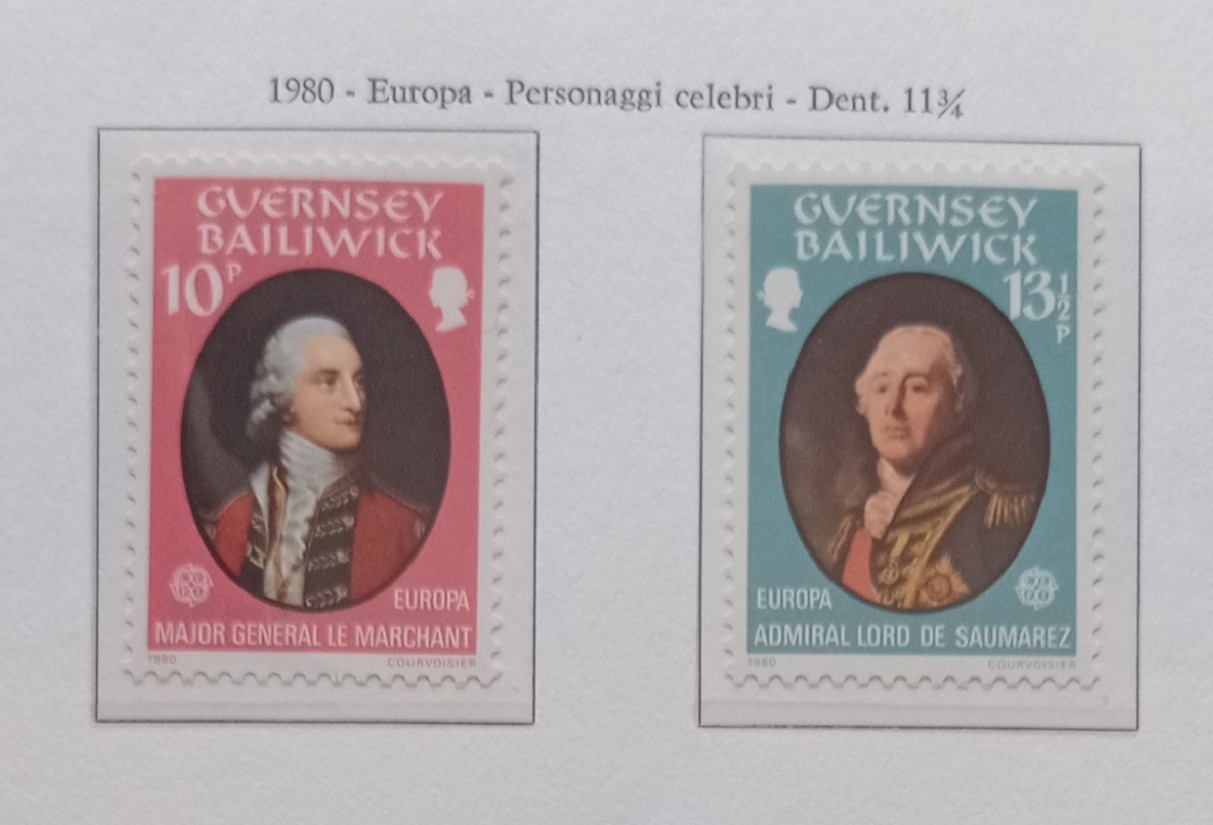 1980 - Europa - Personaggi celebri - Dent. 11¾
GUERNSEY
BAILIWICK
10P
EUROPA
MAJOR GENERAL LE MARCHANT
1980 COURVOISIER
GUERNSEY
BAILIWICK
13½P
EUROPA
ADMIRAL LORD DE SAUMAREZ
1980 COURVOISIER